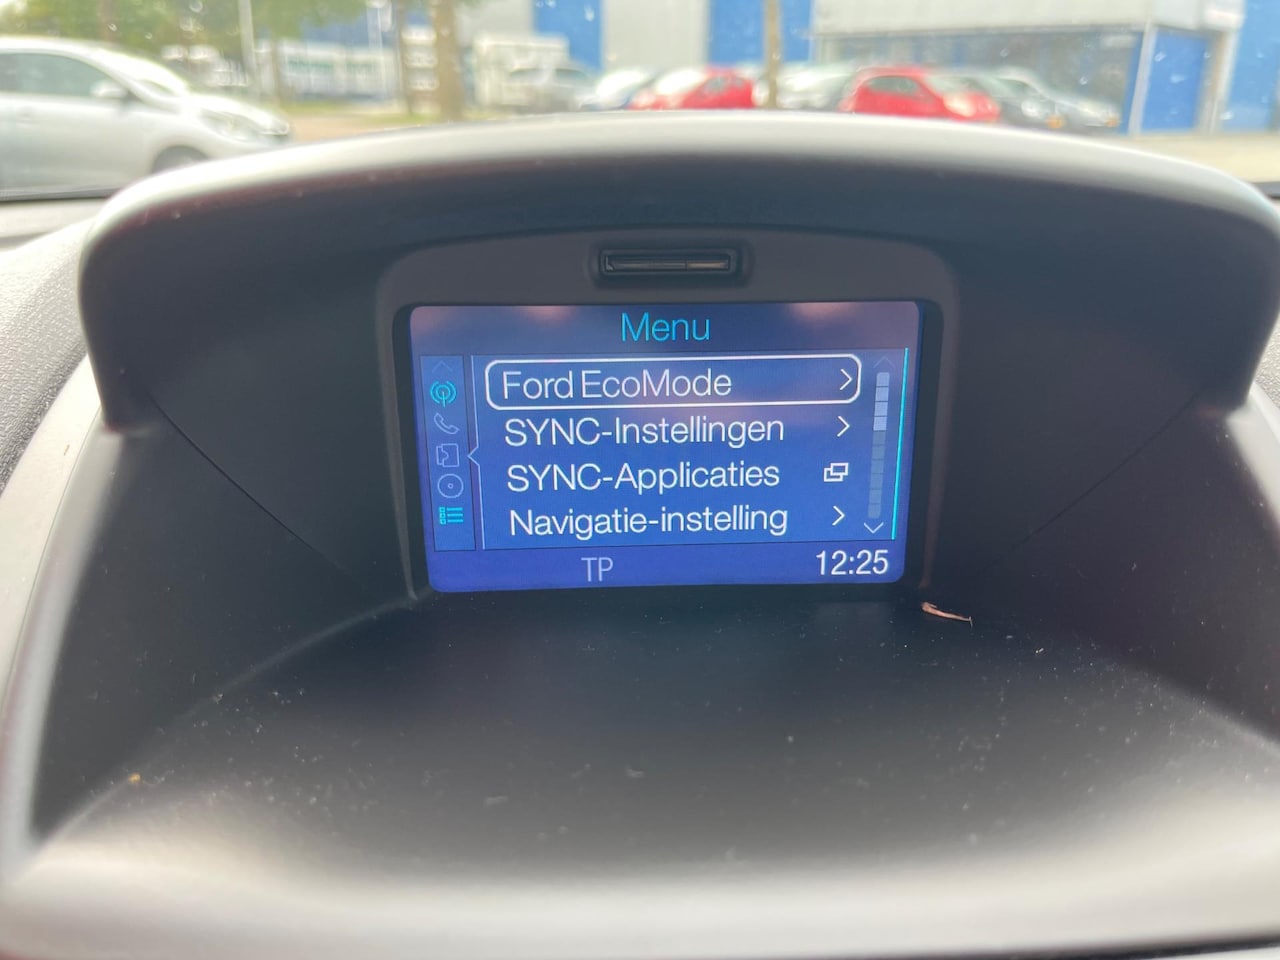 Menu
Ford EcoMode
SYNC-Instellingen
SYNC-Applicaties
Navigatie-instelling
TP 12:25